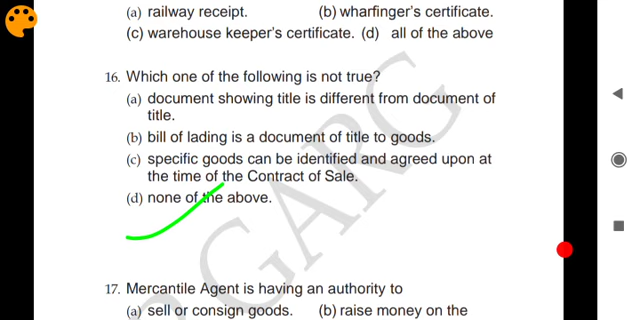 (a) railway receipt. (b) wharfinger's certificate.
(c) warehouse keeper's certificate. (d) all of the above
16. Which one of the following is not true?
(a) document showing title is different from document of
title.
(b) bill of lading is a document of title to goods.
(c) specific goods can be identified and agreed upon at
the time of the Contract of Sale.
(d) none of the above.
GARG
17. Mercantile Agent is having an authority to
(a) sell or consign goods. (b) raise money on the